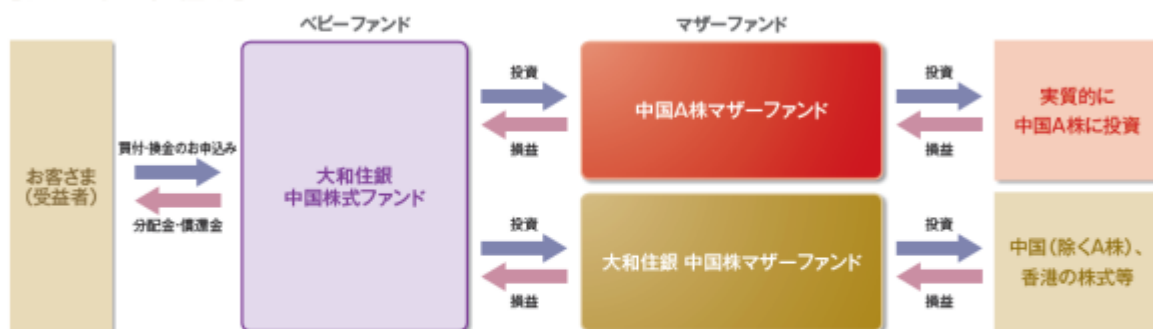 ベビーファンド
マザーファンド
お客さま
(受益者)
買付・換金のお申込み
分配金・償還金
大和住銀
中国株式ファンド
投資
損益
中国A株マザーファンド
投資
損益
実質的に
中国A株に投資
投資
損益
大和住銀 中国株マザーファンド
投資
損益
中国(除くA株)、
香港の株式等